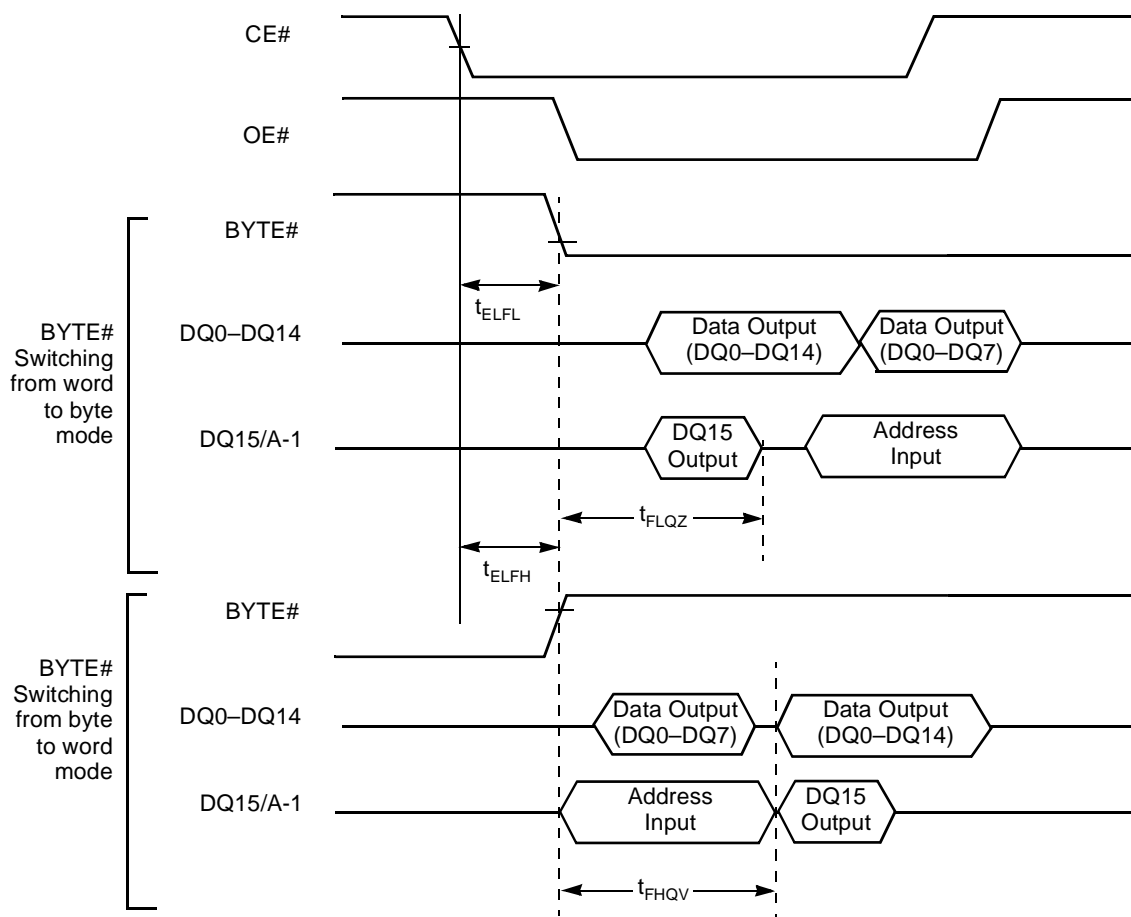 CE#
OE#
BYTE#
tELFL
BYTE#
Switching
from word
to byte
mode
DQ0–DQ14
Data Output
(DQ0–DQ14)
Data Output
(DQ0–DQ7)
DQ15/A-1
DQ15
Output
Address
Input
tFLQZ
tELFH
BYTE#
BYTE#
Switching
from byte
to word
mode
DQ0–DQ14
Data Output
(DQ0–DQ7)
Data Output
(DQ0–DQ14)
DQ15/A-1
Address
Input
DQ15
Output
tFHQV